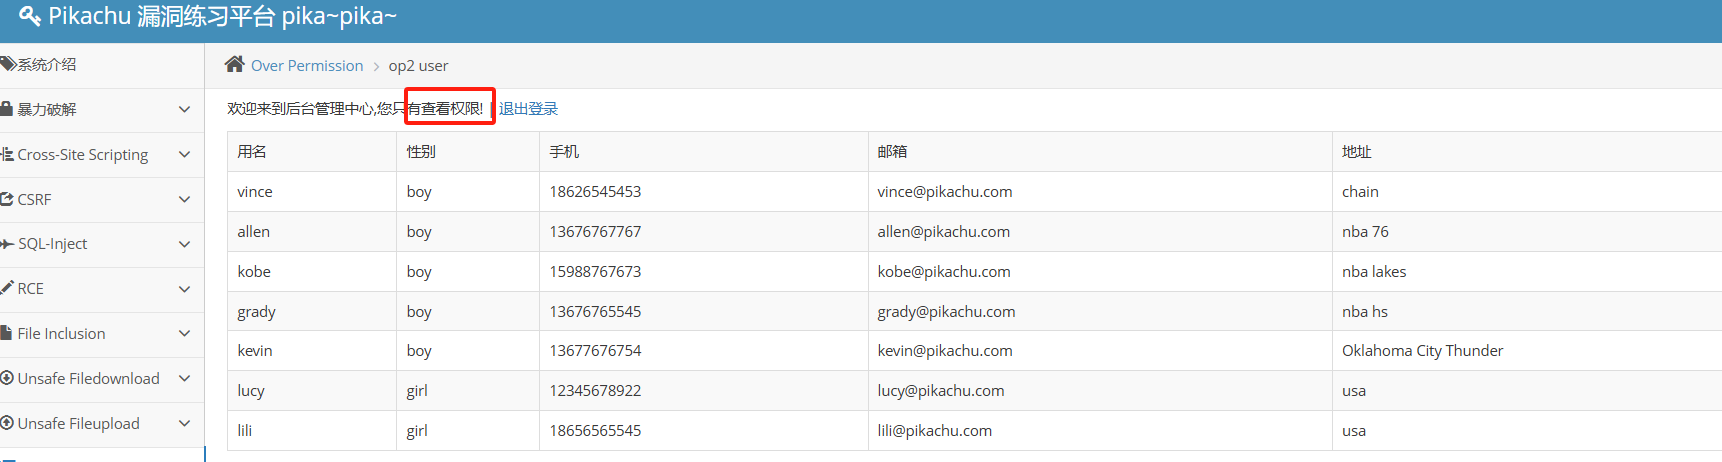 Pikachu 漏洞练习平台 pika~pika~
系统介绍
暴力破解
Cross-Site Scripting
CSRF
SQL-Inject
RCE
File Inclusion
Unsafe Filedownload
Unsafe Fileupload
Over Permission > op2 user
欢迎来到后台管理中心,您只有查看权限! | 退出登录
用名 性别 手机 邮箱 地址
vince boy 18626545453 vince@pikachu.com chain
allen boy 13676767767 allen@pikachu.com nba 76
kobe boy 15988767673 kobe@pikachu.com nba lakes
grady boy 13676765545 grady@pikachu.com nba hs
kevin boy 13677676754 kevin@pikachu.com Oklahoma City Thunder
lucy girl 12345678922 lucy@pikachu.com usa
lili girl 18656565545 lili@pikachu.com usa